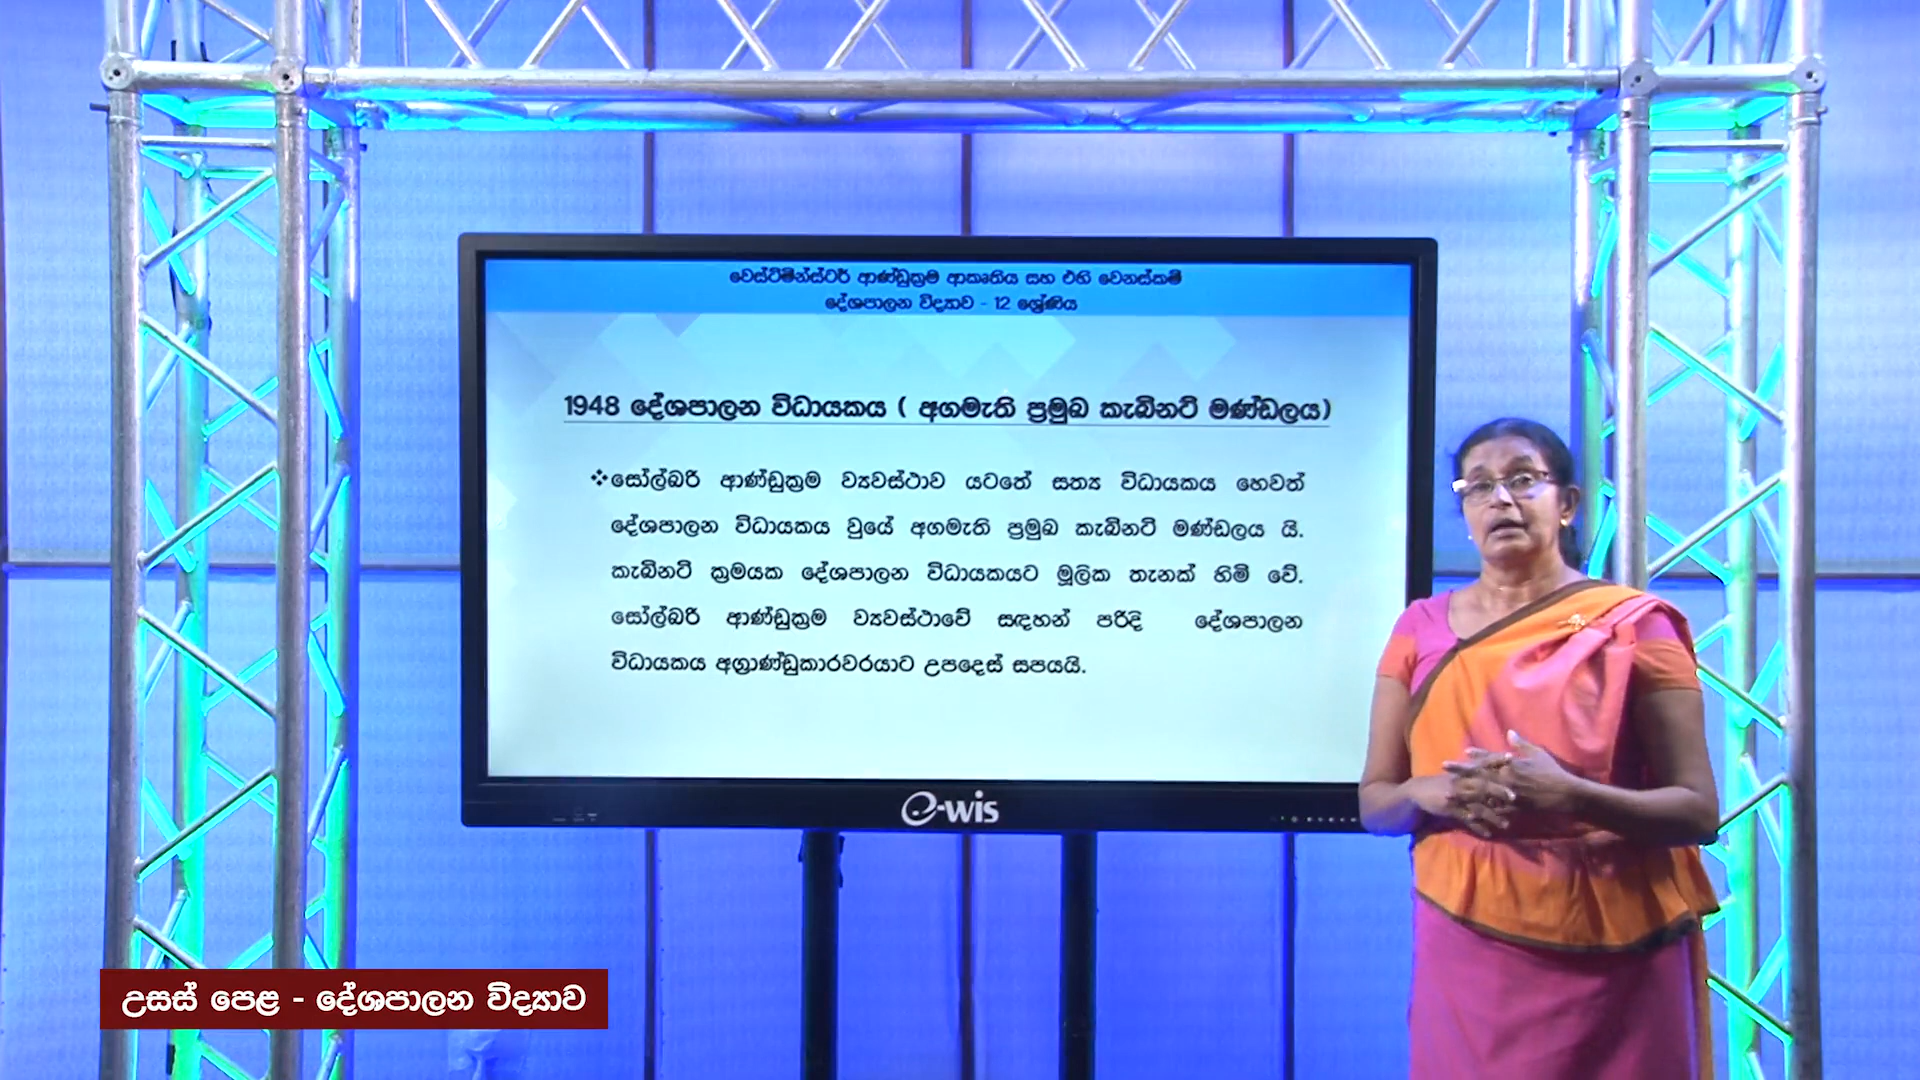 වෙස්ට්මින්ස්ටර් ආණ්ඩුක්‍රම ආකෘතිය සහ එහි වෙනස්කම්
දේශපාලන විද්‍යාව - 12 ශ්‍රේණිය
1948 දේශපාලන විධායකය ( අගමැති ප්‍රමුඛ කැබිනට් මණ්ඩලය)
❖සෝල්බරි ආණ්ඩුක්‍රම ව්‍යවස්ථාව යටතේ සත්‍ය විධායකය හෙවත්
දේශපාලන විධායකය වුයේ අගමැති ප්‍රමුඛ කැබිනට් මණ්ඩලය යි.
කැබිනට් ක්‍රමයක දේශපාලන විධායකයට මූලික තැනක් හිමි වේ.
සෝල්බරි ආණ්ඩුක්‍රම ව්‍යවස්ථාවේ සඳහන් පරිදි දේශපාලන
විධායකය අග්‍රාණ්ඩුකාරවරයාට උපදෙස් සපයයි.
e-wis
උසස් පෙළ - දේශපාලන විද්‍යාව